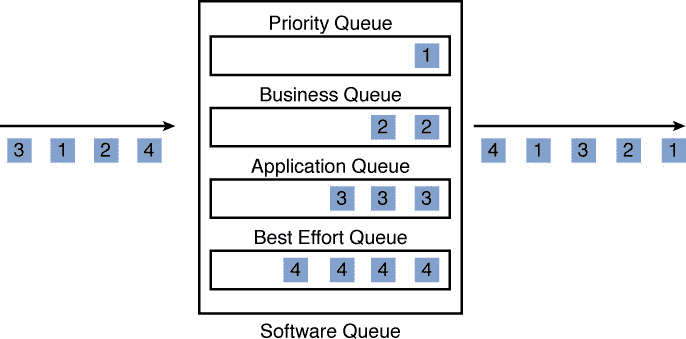 Priority Queue
1
Business Queue
2 2
3 1 2 4
4 1 3 2 1
Application Queue
3 3 3
Best Effort Queue
4 4 4 4
Software Queue